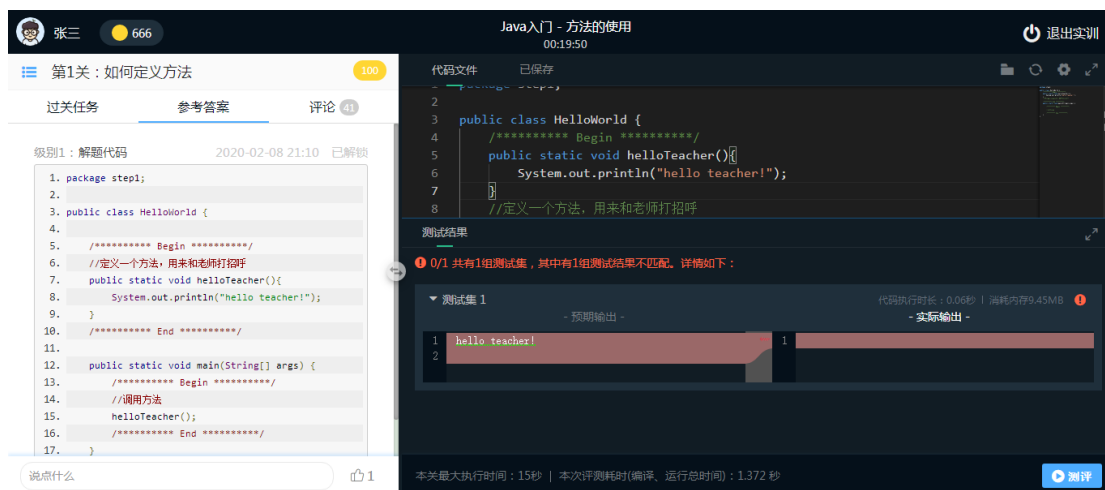 张三
666
Java入门 - 方法的使用
00:19:50
退出实训
第1关：如何定义方法
100
过关任务
参考答案
评论 41
级别1：解题代码
2020-02-08 21:10 已解锁
1. package step1;
2.
3. public class HelloWorld {
4.
5. /********** Begin **********/
6. //定义一个方法，用来和老师打招呼
7. public static void helloTeacher(){
8. System.out.println("hello teacher!");
9. }
10. /********** End **********/
11.
12. public static void main(String[] args) {
13. /********** Begin **********/
14. //调用方法
15. helloTeacher();
16. /********** End **********/
17. }
说点什么
1
代码文件
已保存
2
3 public class HelloWorld {
4 /********** Begin **********/
5 public static void helloTeacher(){
6 System.out.println("hello teacher!");
7 }
8 //定义一个方法，用来和老师打招呼
测试结果
0/1 共有1组测试集，其中有1组测试结果不匹配。详情如下：
测试集 1
代码执行时长：0.06秒 | 消耗内存9.45MB
- 预期输出 -
- 实际输出 -
1 hello teacher!
2
1
本关最大执行时间：15秒 | 本次评测耗时(编译、运行总时间)：1.372 秒
测评